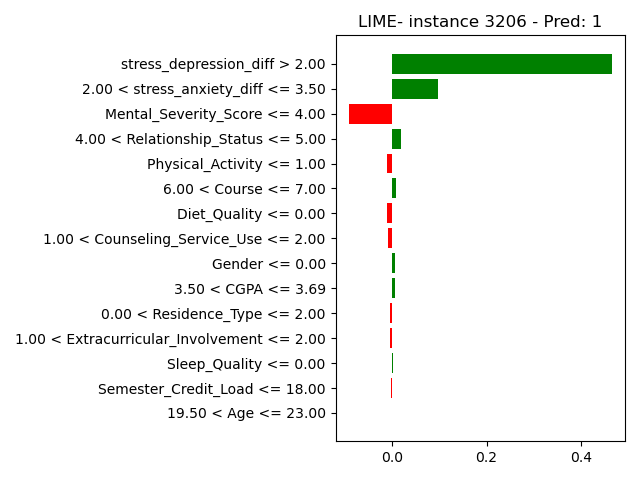 LIME- instance 3206 - Pred: 1
stress_depression_diff > 2.00
2.00 < stress_anxiety_diff <= 3.50
Mental_Severity_Score <= 4.00
4.00 < Relationship_Status <= 5.00
Physical_Activity <= 1.00
6.00 < Course <= 7.00
Diet_Quality <= 0.00
1.00 < Counseling_Service_Use <= 2.00
Gender <= 0.00
3.50 < CGPA <= 3.69
0.00 < Residence_Type <= 2.00
1.00 < Extracurricular_Involvement <= 2.00
Sleep_Quality <= 0.00
Semester_Credit_Load <= 18.00
19.50 < Age <= 23.00
0.0 0.2 0.4